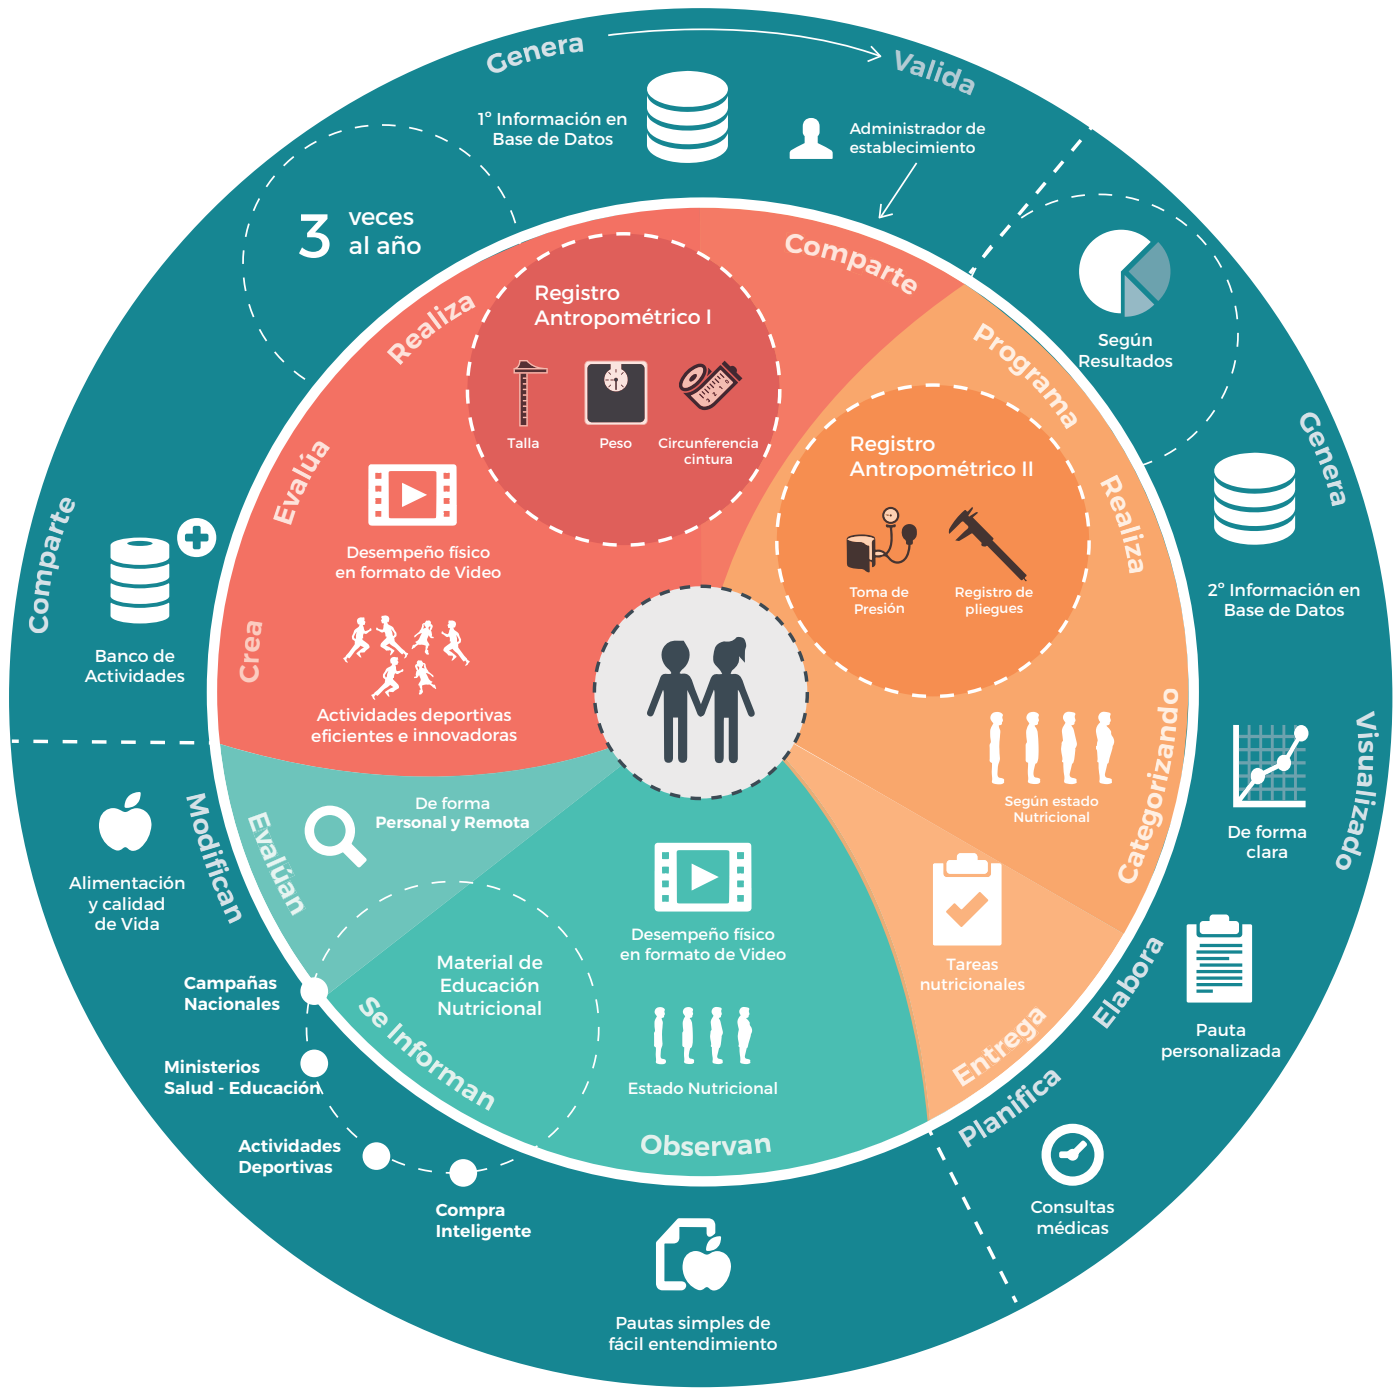 Genera
Valida
1º Información en
Base de Datos
Administrador de
establecimiento
3 veces
al año
Comparte
Realiza
Registro
Antropométrico I
Talla
Peso
Circunferencia
cintura
Evalúa
Desempeño físico
en formato de Video
Crea
Actividades deportivas
eficientes e innovadoras
Comparte
Banco de
Actividades
Programa
Según
Resultados
Registro
Antropométrico II
Realiza
Toma de
Presión
Registro de
pliegues
Genera
2º Información en
Base de Datos
Categorizando
Según estado
Nutricional
Visualizado
De forma
clara
Tareas
nutricionales
Entrega
Elabora
Pauta
personalizada
Planifica
Consultas
médicas
Modifican
Alimentación
y calidad
de Vida
Evalúan
De forma
Personal y Remota
Material de
Educación
Nutricional
Se Informan
Desempeño físico
en formato de Video
Estado Nutricional
Observan
Campañas
Nacionales
Ministerios
Salud - Educación
Actividades
Deportivas
Compra
Inteligente
Pautas simples de
fácil entendimiento